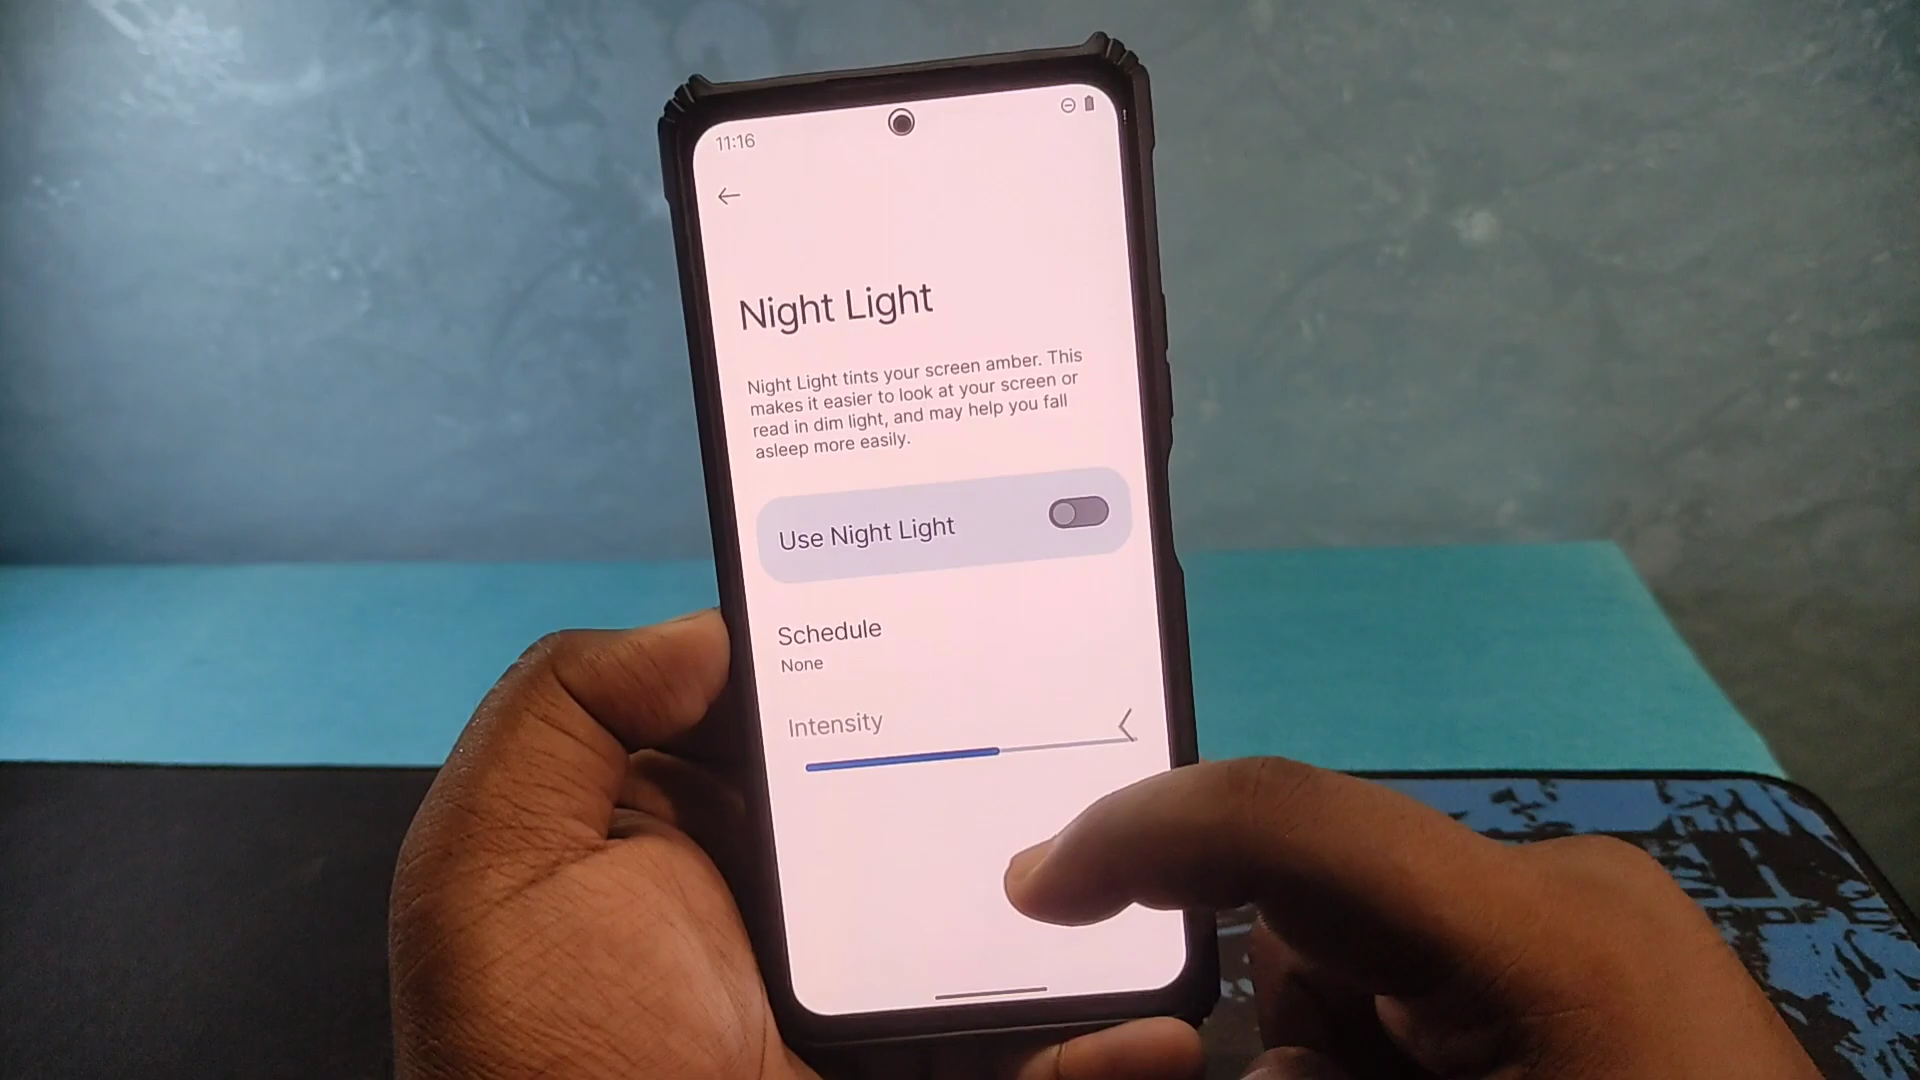 11:16
Night Light
Night Light tints your screen amber. This
makes it easier to look at your screen or
read in dim light, and may help you fall
asleep more easily.
Use Night Light
Schedule
None
Intensity